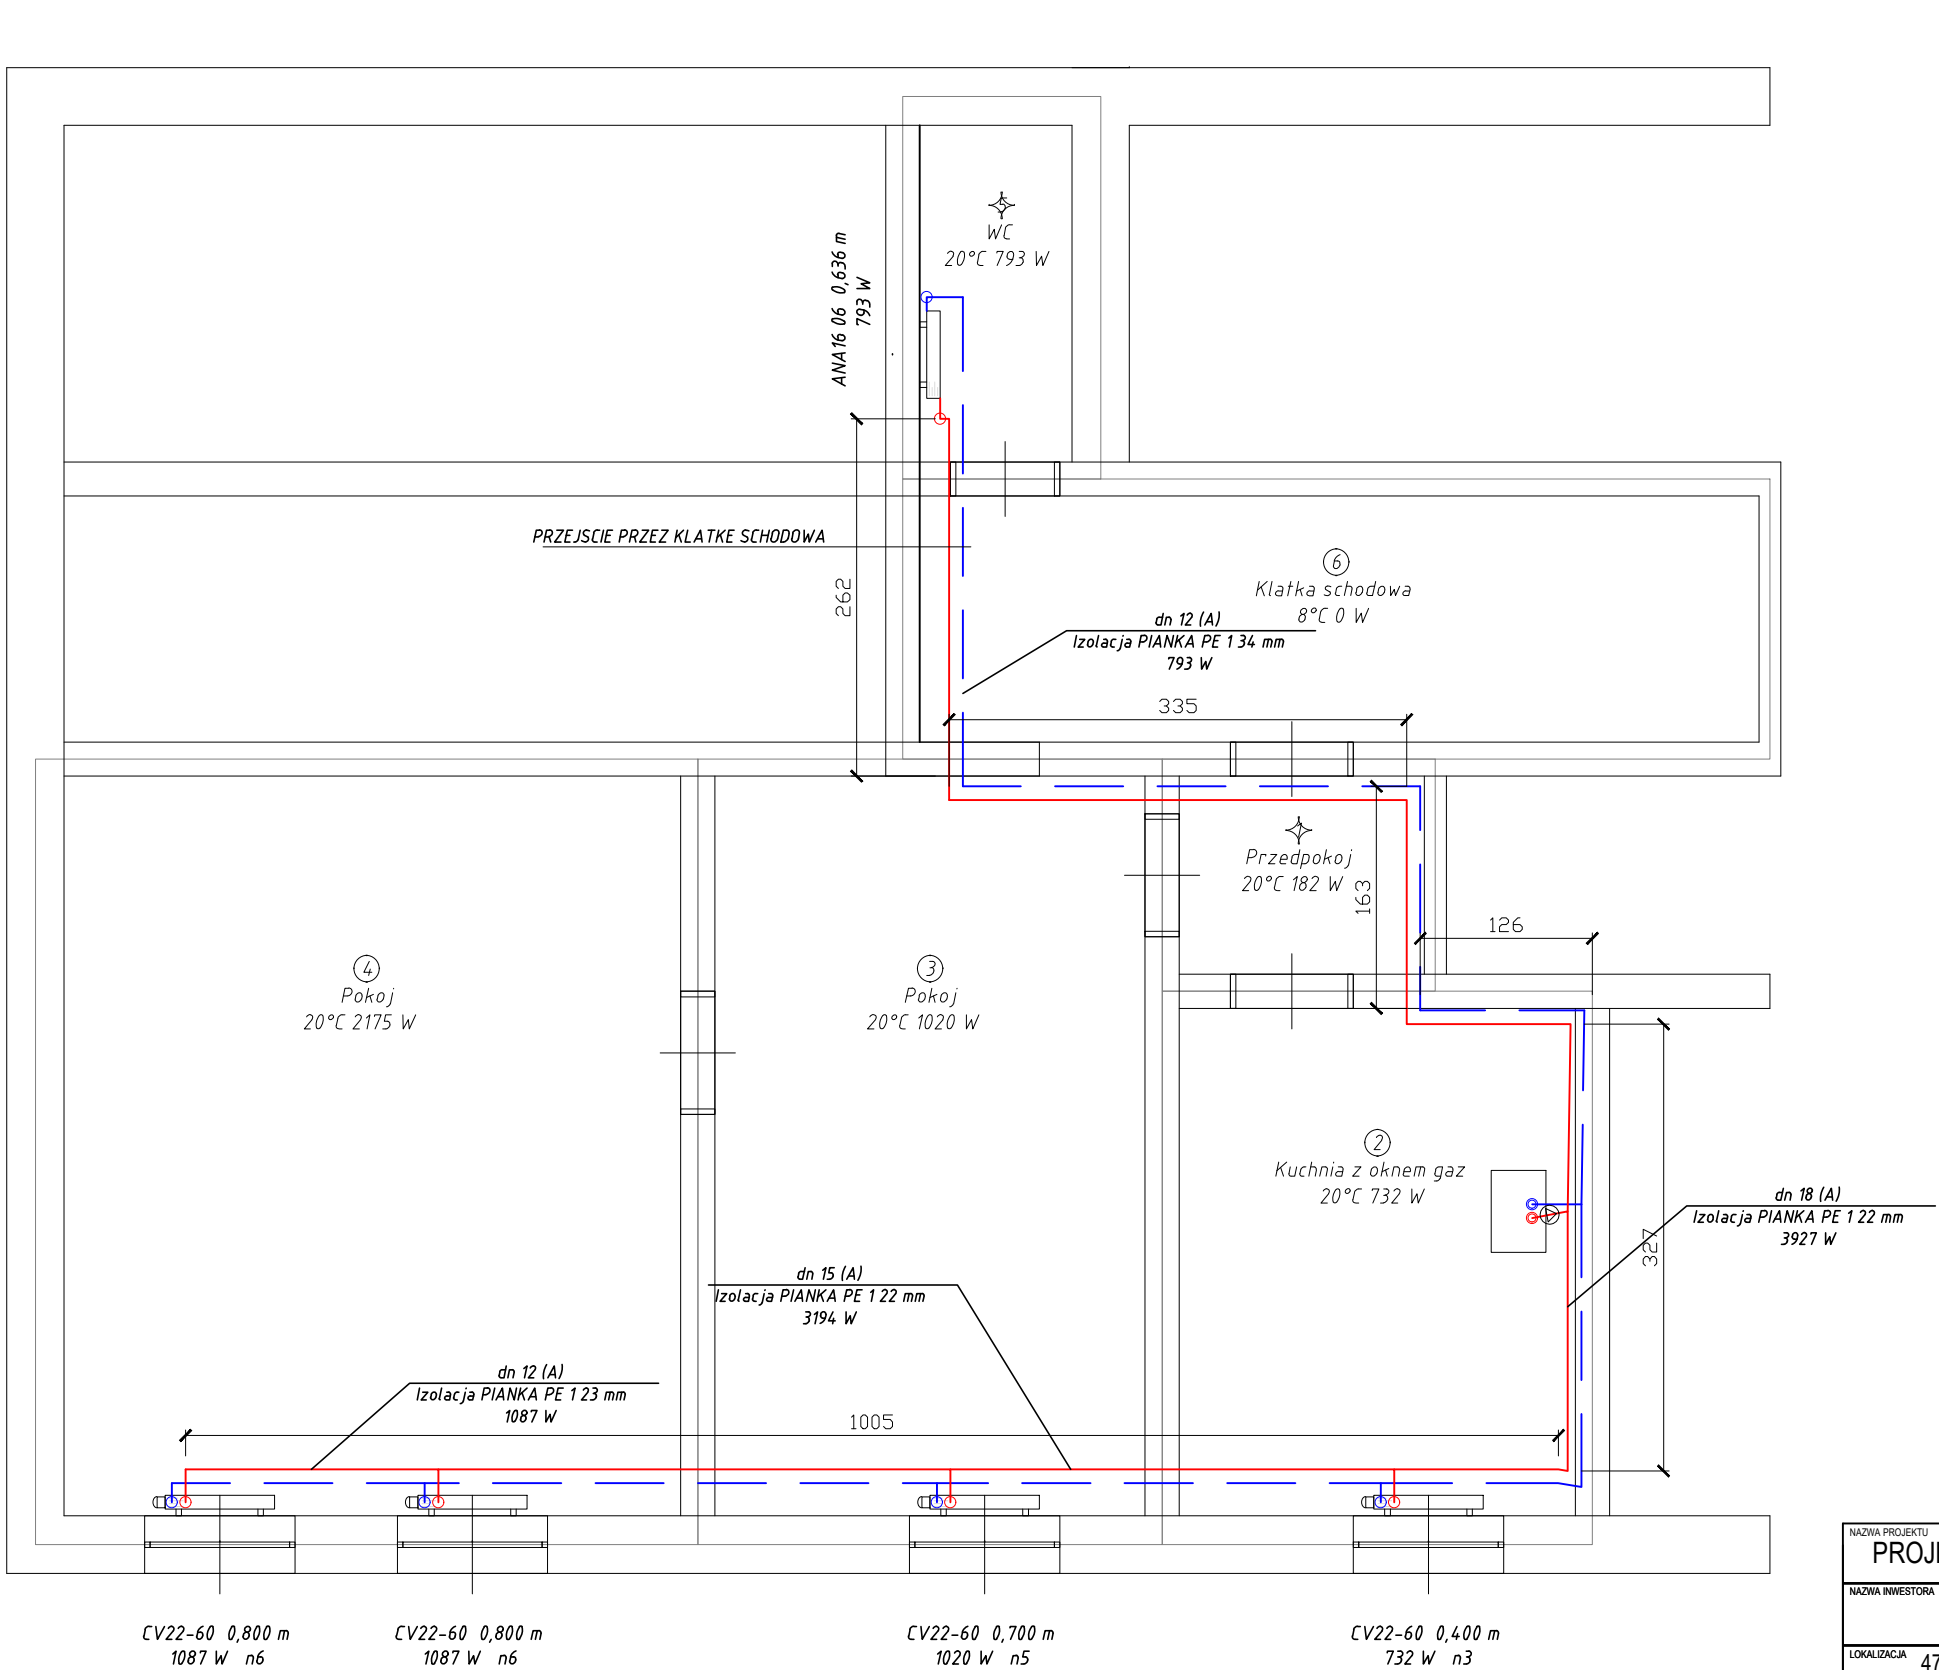 5
WC
20°C 793 W
ANA16 06 0,636 m
793 W
PRZEJSCIE PRZEZ KLATKE SCHODOWA
262
6
Klatka schodowa
8°C 0 W
dn 12 (A)
Izolacja PIANKA PE 1 34 mm
793 W
335
1
Przedpokoj
20°C 182 W
163
126
4
Pokoj
20°C 2175 W
3
Pokoj
20°C 1020 W
2
Kuchnia z oknem gaz
20°C 732 W
dn 18 (A)
Izolacja PIANKA PE 1 22 mm
3927 W
327
dn 15 (A)
Izolacja PIANKA PE 1 22 mm
3194 W
dn 12 (A)
Izolacja PIANKA PE 1 23 mm
1087 W
1005
CV22-60 0,800 m
1087 W n6
CV22-60 0,800 m
1087 W n6
CV22-60 0,700 m
1020 W n5
CV22-60 0,400 m
732 W n3
NAZWA PROJEKTU
NAZWA INWESTORA
LOKALIZACJA 47